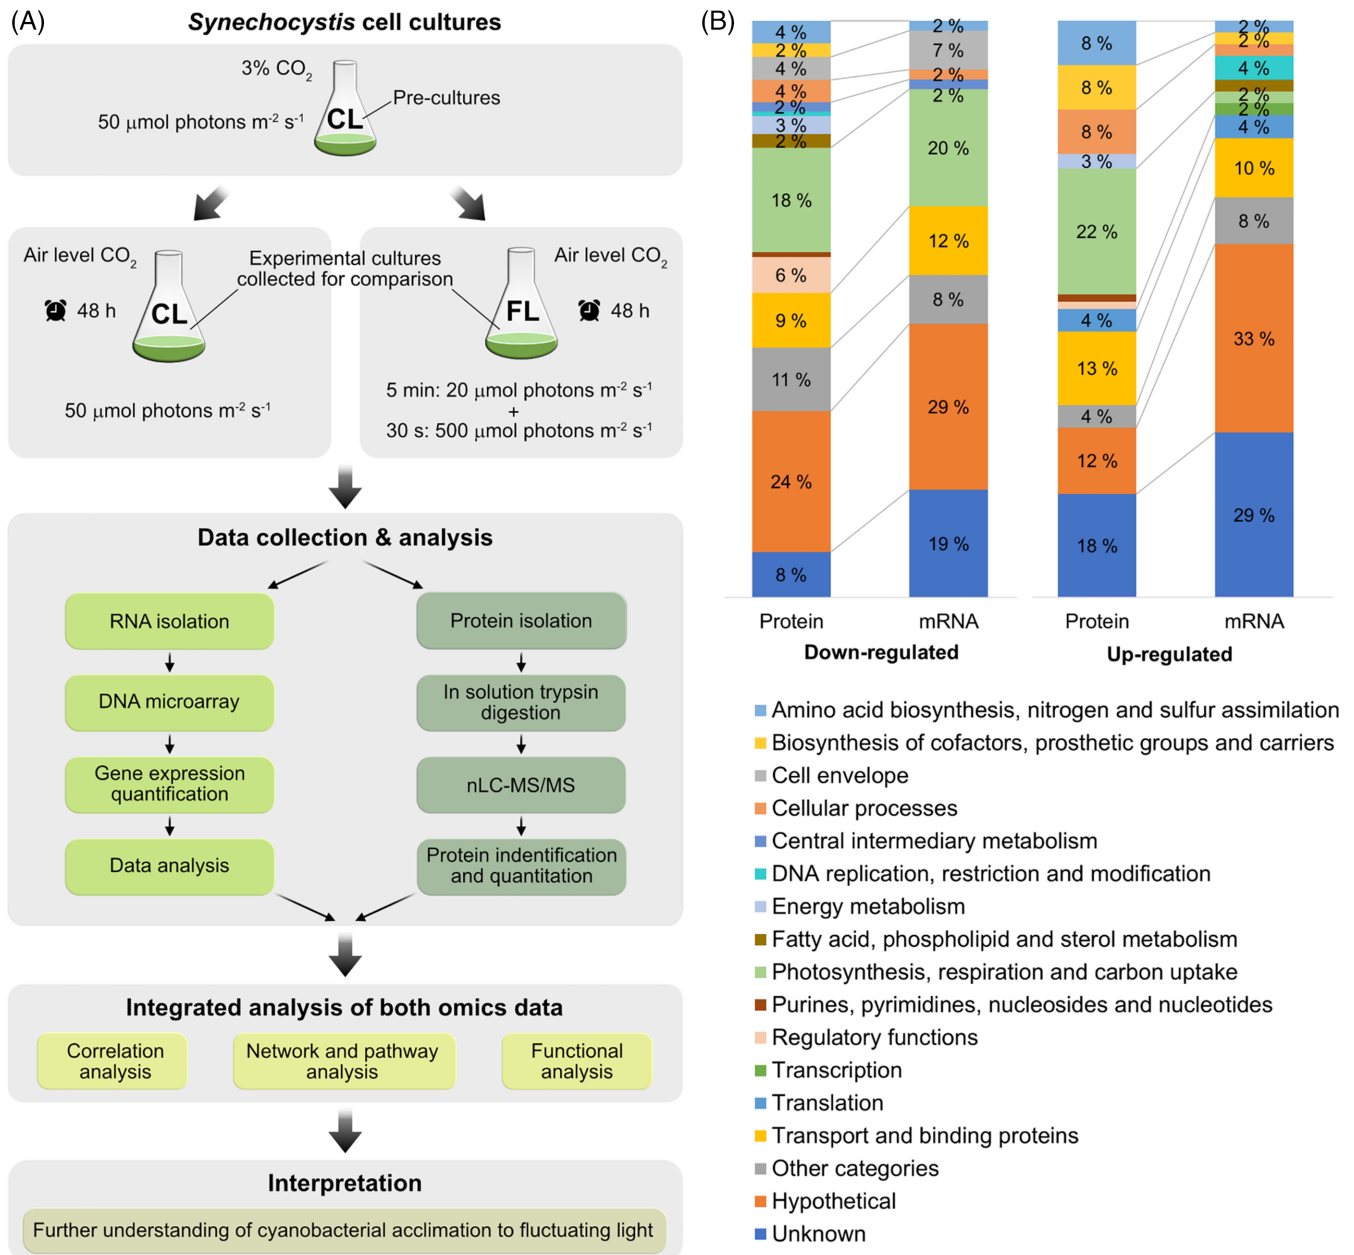 (A)
Synechocystis cell cultures
3% CO2
Pre-cultures
CL
50 µmol photons m-2 s-1
Air level CO2
48 h
CL
Experimental cultures
collected for comparison
Air level CO2
48 h
FL
50 µmol photons m-2 s-1
5 min: 20 µmol photons m-2 s-1
+
30 s: 500 µmol photons m-2 s-1
Data collection & analysis
RNA isolation
DNA microarray
Gene expression
quantification
Data analysis
Protein isolation
In solution trypsin
digestion
nLC-MS/MS
Protein indentification
and quantitation
Integrated analysis of both omics data
Correlation
analysis
Network and pathway
analysis
Functional
analysis
Interpretation
Further understanding of cyanobacterial acclimation to fluctuating light
(B)
4 %
2 %
4 %
4 %
2 %
3 %
2 %
18 %
6 %
9 %
11 %
24 %
8 %
2 %
7 %
2 %
2 %
20 %
12 %
8 %
29 %
19 %
8 %
8 %
8 %
3 %
22 %
4 %
13 %
4 %
12 %
18 %
2 %
2 %
4 %
2 %
2 %
4 %
10 %
8 %
33 %
29 %
Protein
mRNA
Protein
mRNA
Down-regulated
Up-regulated
Amino acid biosynthesis, nitrogen and sulfur assimilation
Biosynthesis of cofactors, prosthetic groups and carriers
Cell envelope
Cellular processes
Central intermediary metabolism
DNA replication, restriction and modification
Energy metabolism
Fatty acid, phospholipid and sterol metabolism
Photosynthesis, respiration and carbon uptake
Purines, pyrimidines, nucleosides and nucleotides
Regulatory functions
Transcription
Translation
Transport and binding proteins
Other categories
Hypothetical
Unknown